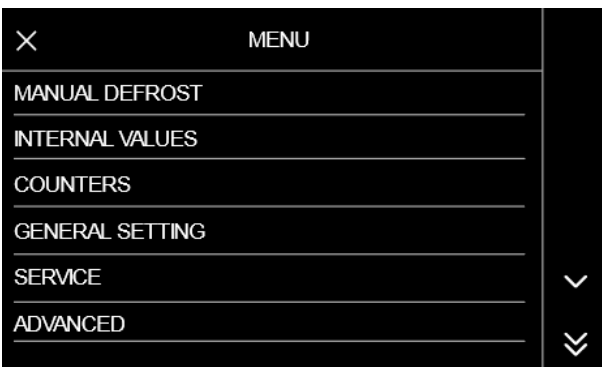 MENU
MANUAL DEFROST
INTERNAL VALUES
COUNTERS
GENERAL SETTING
SERVICE
ADVANCED